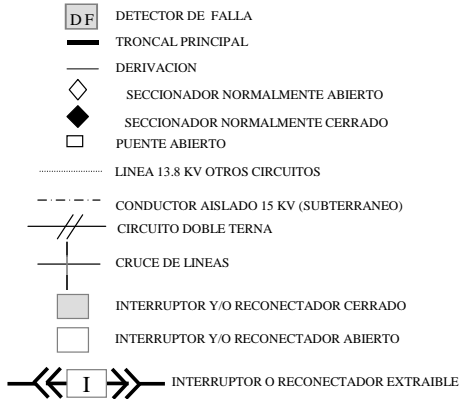 DF DETECTOR DE FALLA
TRONCAL PRINCIPAL
DERIVACION
SECCIONADOR NORMALMENTE ABIERTO
SECCIONADOR NORMALMENTE CERRADO
PUENTE ABIERTO
LINEA 13.8 KV OTROS CIRCUITOS
CONDUCTOR AISLADO 15 KV (SUBTERRANEO)
CIRCUITO DOBLE TERNA
CRUCE DE LINEAS
INTERRUPTOR Y/O RECONECTADOR CERRADO
INTERRUPTOR Y/O RECONECTADOR ABIERTO
I INTERRUPTOR O RECONECTADOR EXTRAIBLE